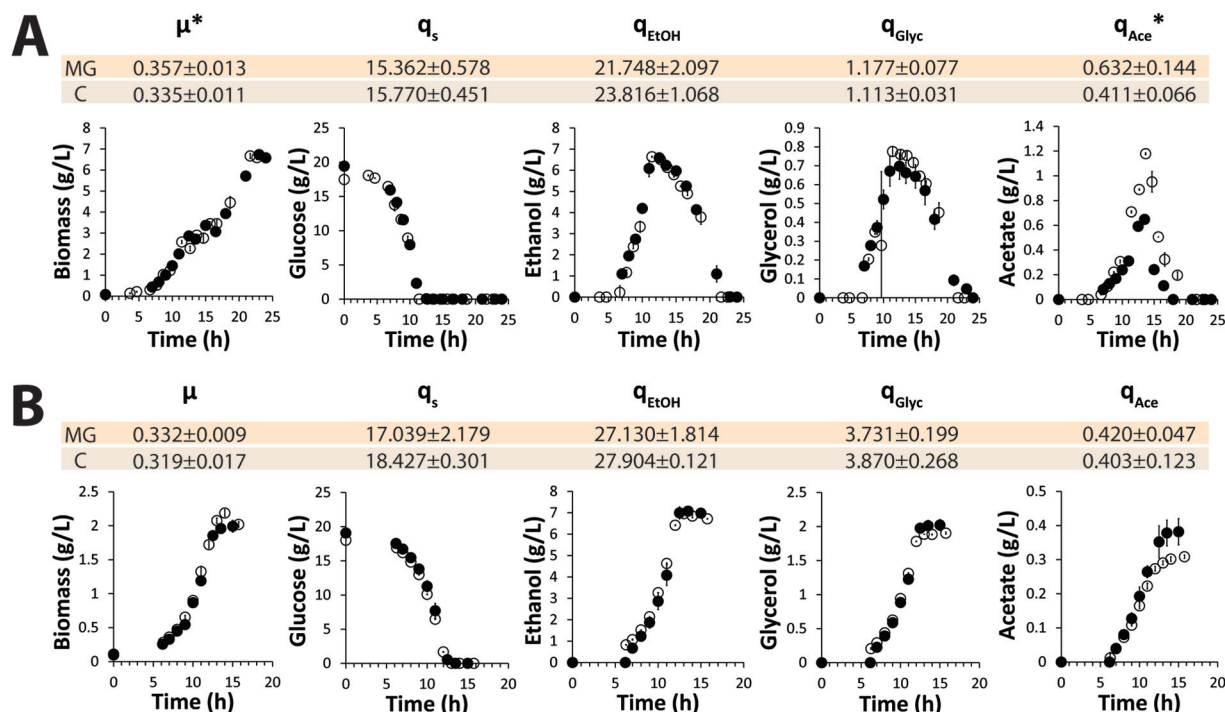 A
μ* q_s q_EtOH q_Glyc q_Ace*
MG 0.357±0.013 15.362±0.578 21.748±2.097 1.177±0.077 0.632±0.144
C 0.335±0.011 15.770±0.451 23.816±1.068 1.113±0.031 0.411±0.066
Biomass (g/L)
8
7
6
5
4
3
2
1
0
0 5 10 15 20 25
Time (h)
Glucose (g/L)
25
20
15
10
5
0
0 5 10 15 20 25
Time (h)
Ethanol (g/L)
8
7
6
5
4
3
2
1
0
0 5 10 15 20 25
Time (h)
Glycerol (g/L)
0.9
0.8
0.7
0.6
0.5
0.4
0.3
0.2
0.1
0
0 5 10 15 20 25
Time (h)
Acetate (g/L)
1.4
1.2
1
0.8
0.6
0.4
0.2
0
0 5 10 15 20 25
Time (h)
B
μ q_s q_EtOH q_Glyc q_Ace
MG 0.332±0.009 17.039±2.179 27.130±1.814 3.731±0.199 0.420±0.047
C 0.319±0.017 18.427±0.301 27.904±0.121 3.870±0.268 0.403±0.123
Biomass (g/L)
2.5
2
1.5
1
0.5
0
0 5 10 15 20
Time (h)
Glucose (g/L)
25
20
15
10
5
0
0 5 10 15 20
Time (h)
Ethanol (g/L)
8
7
6
5
4
3
2
1
0
0 5 10 15 20
Time (h)
Glycerol (g/L)
2.5
2
1.5
1
0.5
0
0 5 10 15 20
Time (h)
Acetate (g/L)
0.5
0.4
0.3
0.2
0.1
0
0 5 10 15 20
Time (h)